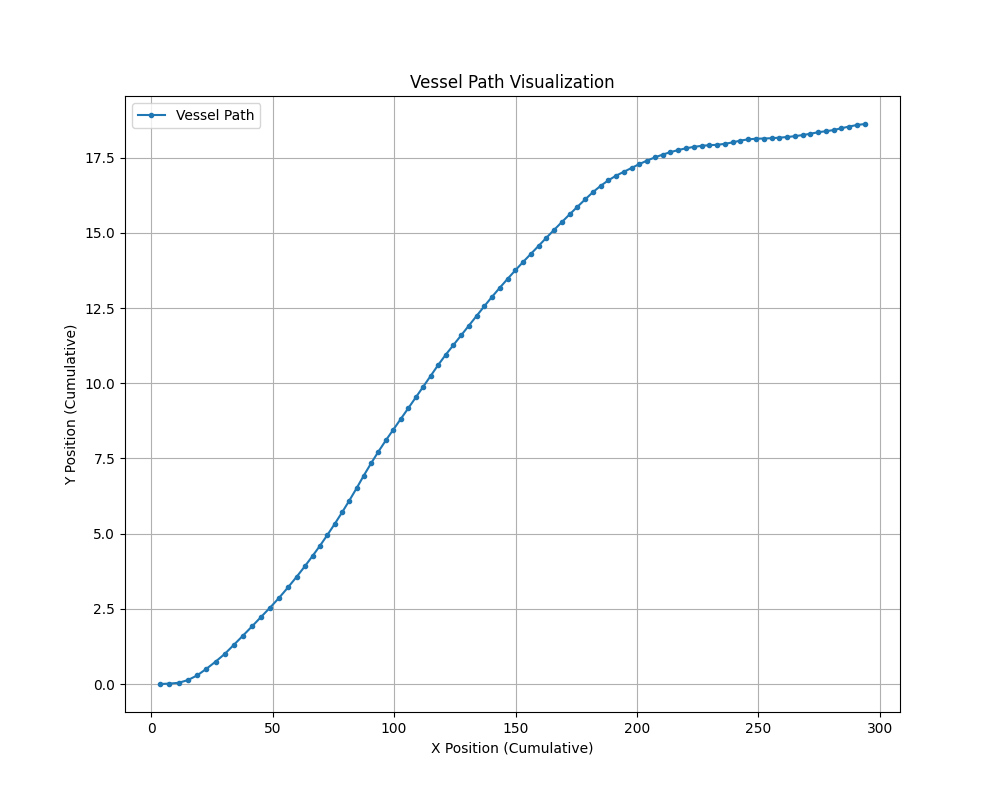 Vessel Path Visualization
Vessel Path
17.5
15.0
12.5
10.0
7.5
5.0
2.5
0.0
Y Position (Cumulative)
0 50 100 150 200 250 300
X Position (Cumulative)